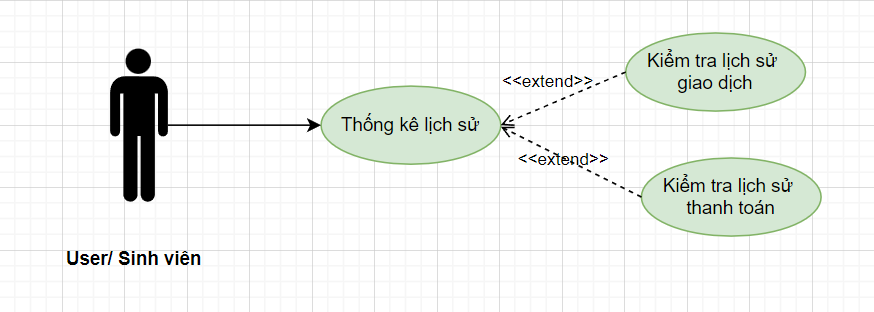 Kiểm tra lịch sử
giao dịch
<<extend>>
Thống kê lịch sử
<<extend>>
Kiểm tra lịch sử
thanh toán
User/ Sinh viên